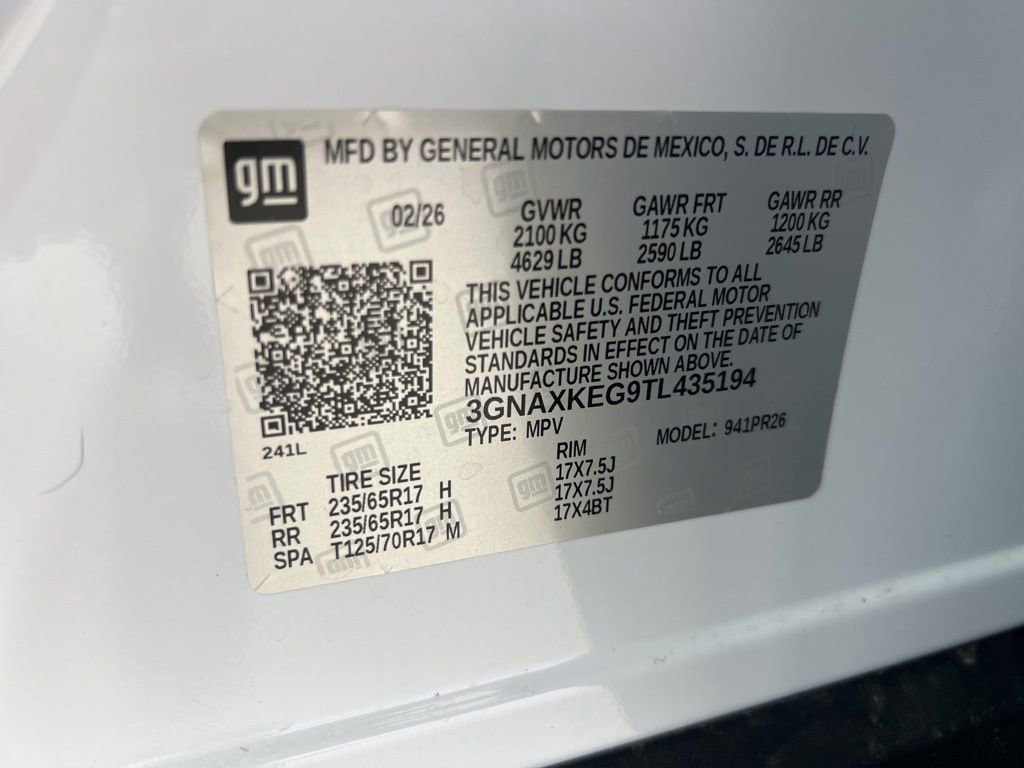 gm
MFD BY GENERAL MOTORS DE MEXICO, S. DE R.L. DE C.V.
02/26
GVWR
2100 KG
4629 LB
GAWR FRT
1175 KG
2590 LB
GAWR RR
1200 KG
2645 LB
THIS VEHICLE CONFORMS TO ALL
APPLICABLE U.S. FEDERAL MOTOR
VEHICLE SAFETY AND THEFT PREVENTION
STANDARDS IN EFFECT ON THE DATE OF
MANUFACTURE SHOWN ABOVE.
3GNAXKEG9TL435194
TYPE: MPV MODEL: 941PR26
241L
TIRE SIZE RIM
FRT 235/65R17 H 17X7.5J
RR 235/65R17 H 17X7.5J
SPA T125/70R17 M 17X4BT